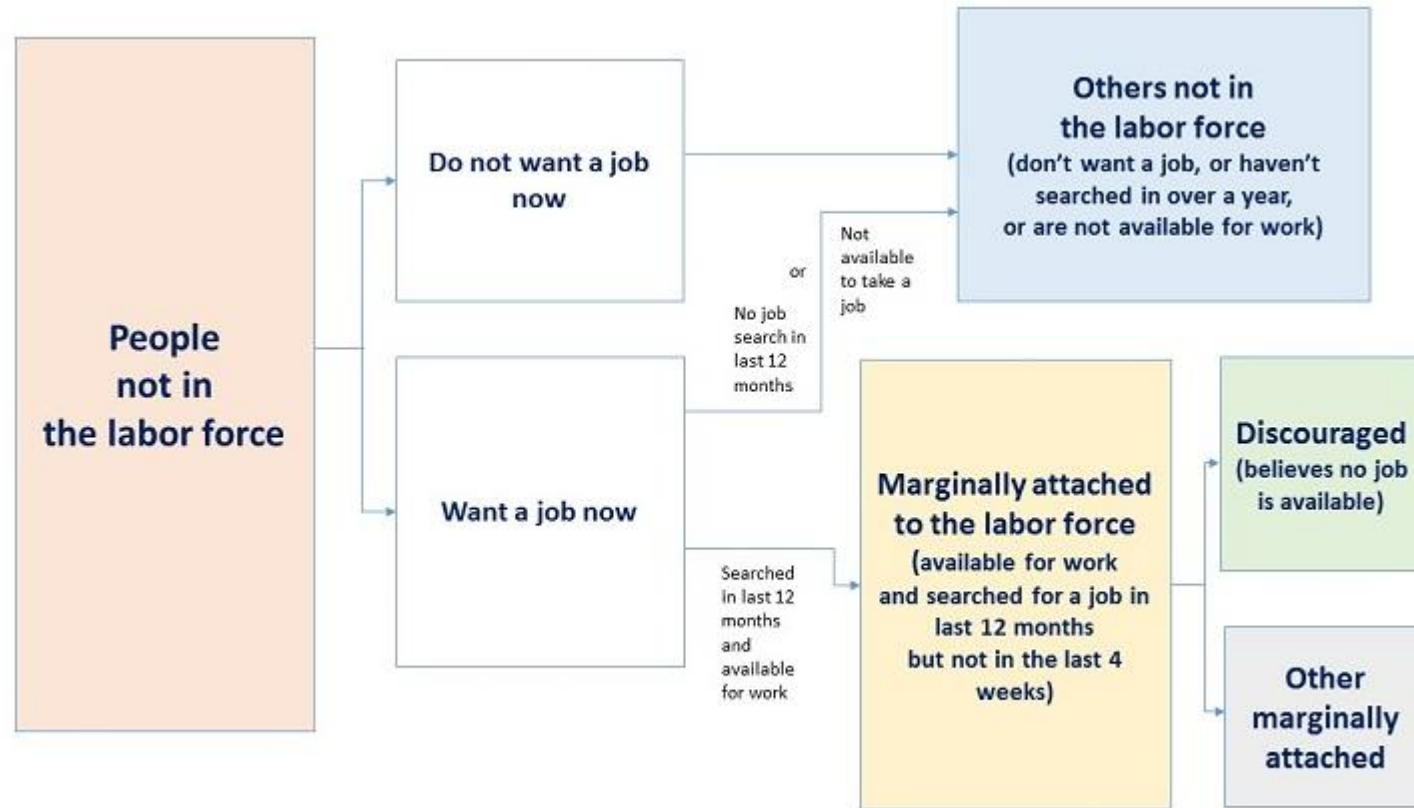 People
not in
the labor force
Do not want a job
now
Want a job now
or
No job
search in
last 12
months
Not
available
to take a
job
Searched
in last 12
months
and
available
for work
Others not in
the labor force
(don't want a job, or haven't
searched in over a year,
or are not available for work)
Marginally attached
to the labor force
(available for work
and searched for a job in
last 12 months
but not in the last 4
weeks)
Discouraged
(believes no job
is available)
Other
marginally
attached